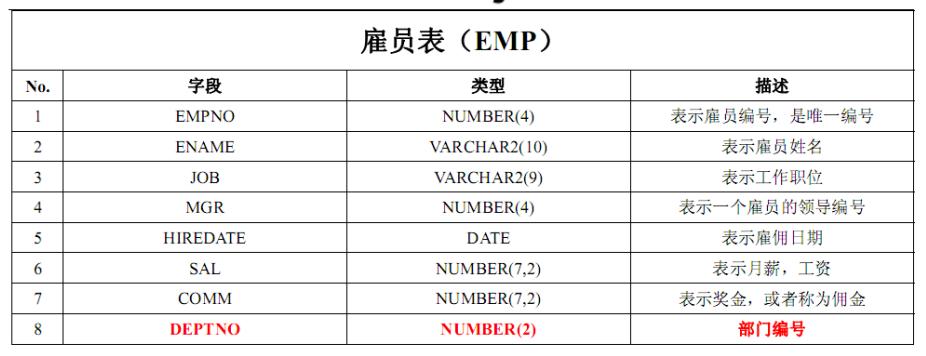 雇员表（EMP）
No. 字段 类型 描述
1 EMPNO NUMBER(4) 表示雇员编号，是唯一编号
2 ENAME VARCHAR2(10) 表示雇员姓名
3 JOB VARCHAR2(9) 表示工作职位
4 MGR NUMBER(4) 表示一个雇员的领导编号
5 HIREDATE DATE 表示雇佣日期
6 SAL NUMBER(7,2) 表示月薪，工资
7 COMM NUMBER(7,2) 表示奖金，或者称为佣金
8 DEPTNO NUMBER(2) 部门编号